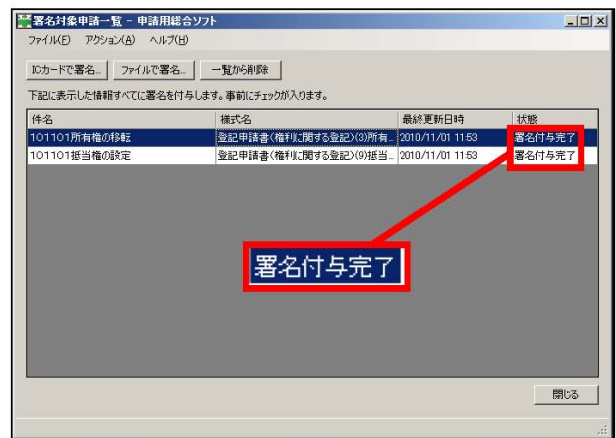 署名対象申請一覧 - 申請用総合ソフト
ファイル(F) アクション(A) ヘルプ(H)
ICカードで署名... ファイルで署名... 一覧から削除
下記に表示した情報すべてに署名を付与します。事前にチェックが入ります。
件名 様式名 最終更新日時 状態
101101所有権の移転 登記申請書(権利に関する登記)(3)所有... 2010/11/01 11:53 署名付与完了
101101抵当権の設定 登記申請書(権利に関する登記)(9)抵当... 2010/11/01 11:53 署名付与完了
署名付与完了
閉じる